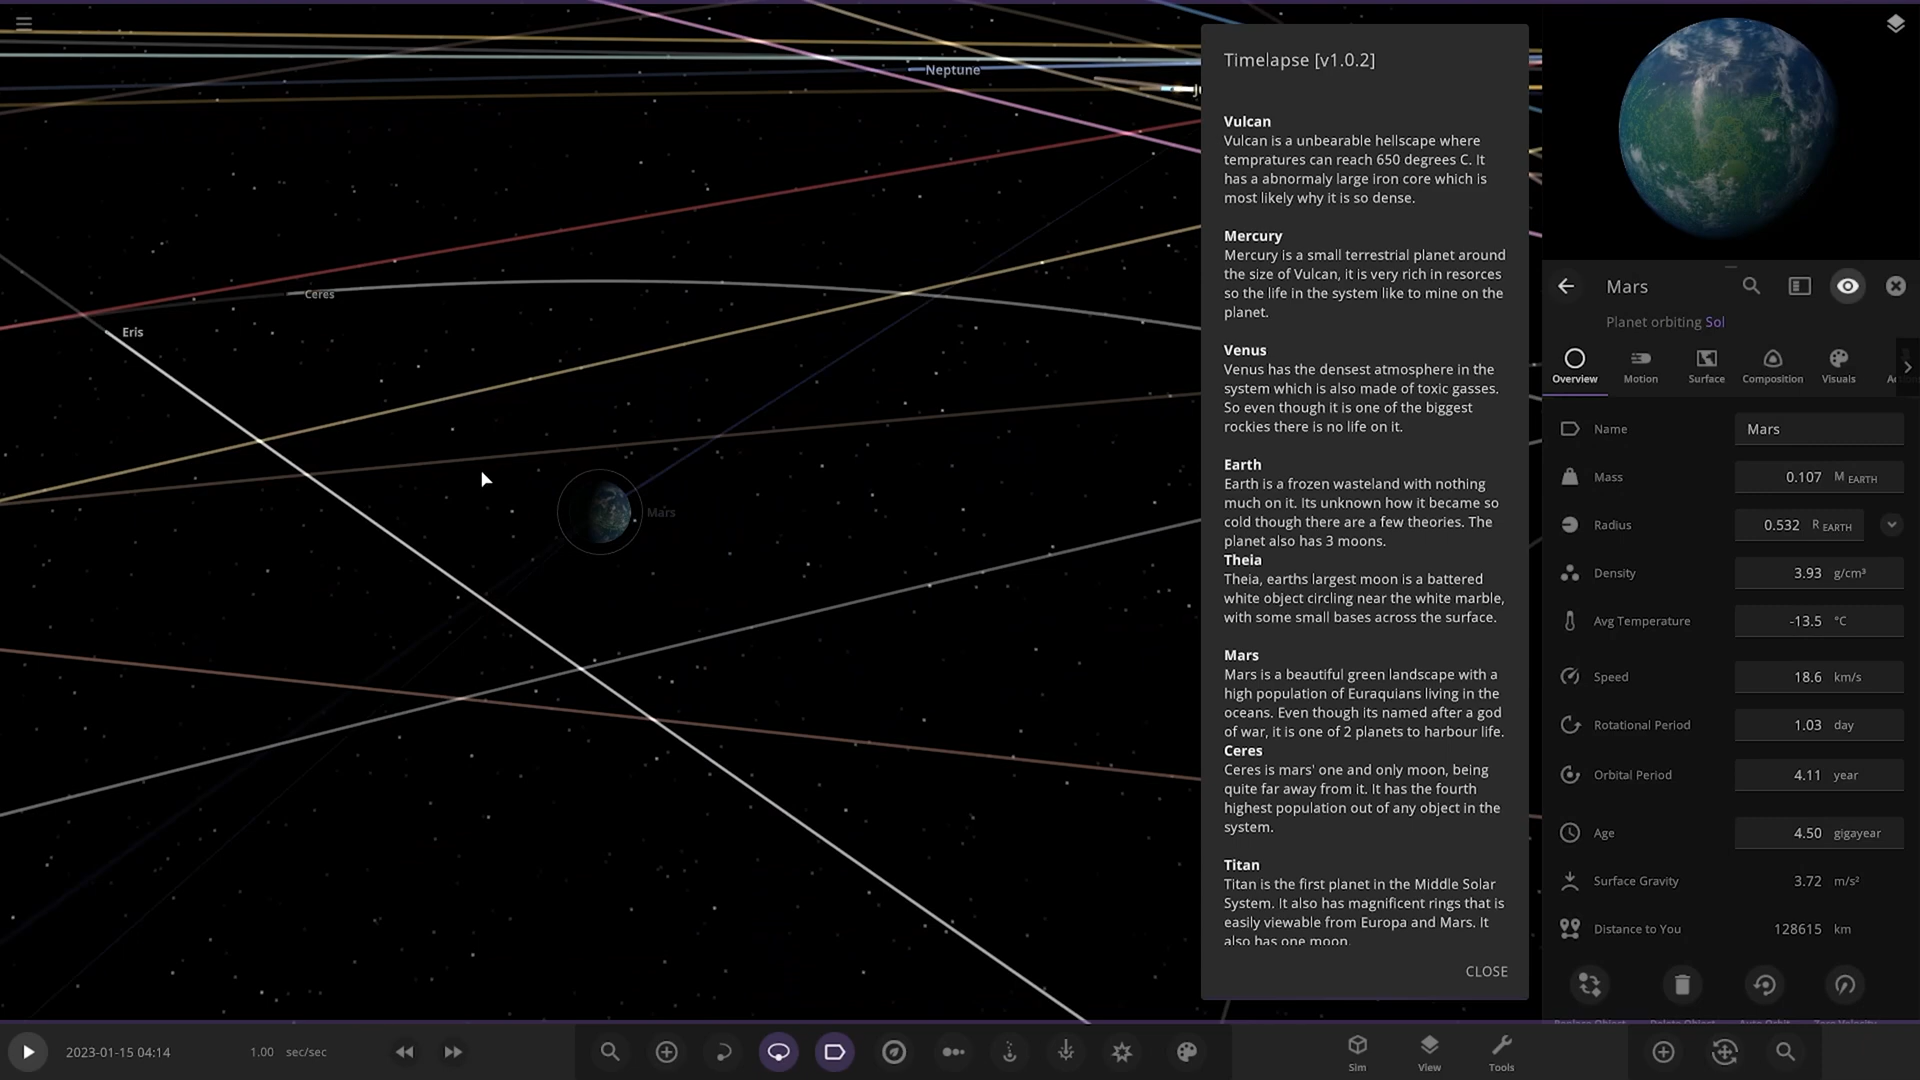 Neptune
Ceres
Eris
Mars
Timelapse [v1.0.2]
Vulcan
Vulcan is a unbearable hellscape where
tempratures can reach 650 degrees C. It
has a abnormaly large iron core which is
most likely why it is so dense.
Mercury
Mercury is a small terrestrial planet around
the size of Vulcan, it is very rich in resorces
so the life in the system like to mine on the
planet.
Venus
Venus has the densest atmosphere in the
system which is also made of toxic gasses.
So even though it is one of the biggest
rockies there is no life on it.
Earth
Earth is a frozen wasteland with nothing
much on it. Its unknown how it became so
cold though there are a few theories. The
planet also has 3 moons.
Theia
Theia, earths largest moon is a battered
white object circling near the white marble,
with some small bases across the surface.
Mars
Mars is a beautiful green landscape with a
high population of Euraquians living in the
oceans. Even though its named after a god
of war, it is one of 2 planets to harbour life.
Ceres
Ceres is mars' one and only moon, being
quite far away from it. It has the fourth
highest population out of any object in the
system.
Titan
Titan is the first planet in the Middle Solar
System. It also has magnificent rings that is
easily viewable from Europa and Mars. It
also has one moon.
CLOSE
Mars
Planet orbiting Sol
Overview Motion Surface Composition Visuals
Name Mars
Mass 0.107 M EARTH
Radius 0.532 R EARTH
Density 3.93 g/cm³
Avg Temperature -13.5 °C
Speed 18.6 km/s
Rotational Period 1.03 day
Orbital Period 4.11 year
Age 4.50 gigayear
Surface Gravity 3.72 m/s²
Distance to You 128615 km
2023-01-15 04:14 1.00 sec/sec
Sim View Tools